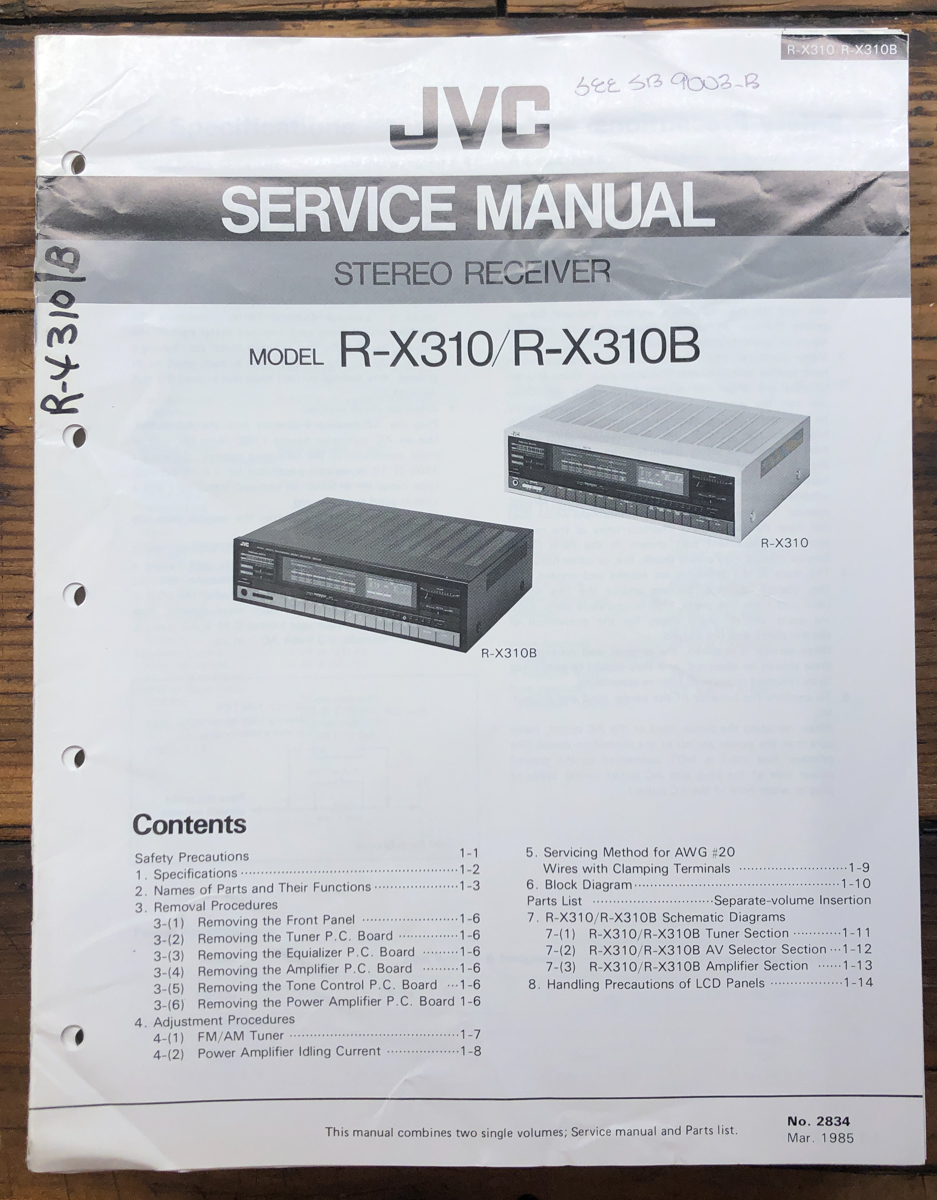 R-X310/R-X310B
SEE SB 9003-B
JVC
SERVICE MANUAL
STEREO RECEIVER
R-X310/B
MODEL R-X310/R-X310B
JVC
R-X310
JVC
R-X310B
Contents
Safety Precautions 1-1
1. Specifications 1-2
2. Names of Parts and Their Functions 1-3
3. Removal Procedures
3-(1) Removing the Front Panel 1-6
3-(2) Removing the Tuner P.C. Board 1-6
3-(3) Removing the Equializer P.C. Board 1-6
3-(4) Removing the Amplifier P.C. Board 1-6
3-(5) Removing the Tone Control P.C. Board 1-6
3-(6) Removing the Power Amplifier P.C. Board 1-6
4. Adjustment Procedures
4-(1) FM/AM Tuner 1-7
4-(2) Power Amplifier Idling Current 1-8
5. Servicing Method for AWG #20
Wires with Clamping Terminals 1-9
6. Block Diagram 1-10
Parts List Separate-volume Insertion
7. R-X310/R-X310B Schematic Diagrams
7-(1) R-X310/R-X310B Tuner Section 1-11
7-(2) R-X310/R-X310B AV Selector Section 1-12
7-(3) R-X310/R-X310B Amplifier Section 1-13
8. Handling Precautions of LCD Panels 1-14
This manual combines two single volumes; Service manual and Parts list.
No. 2834
Mar. 1985